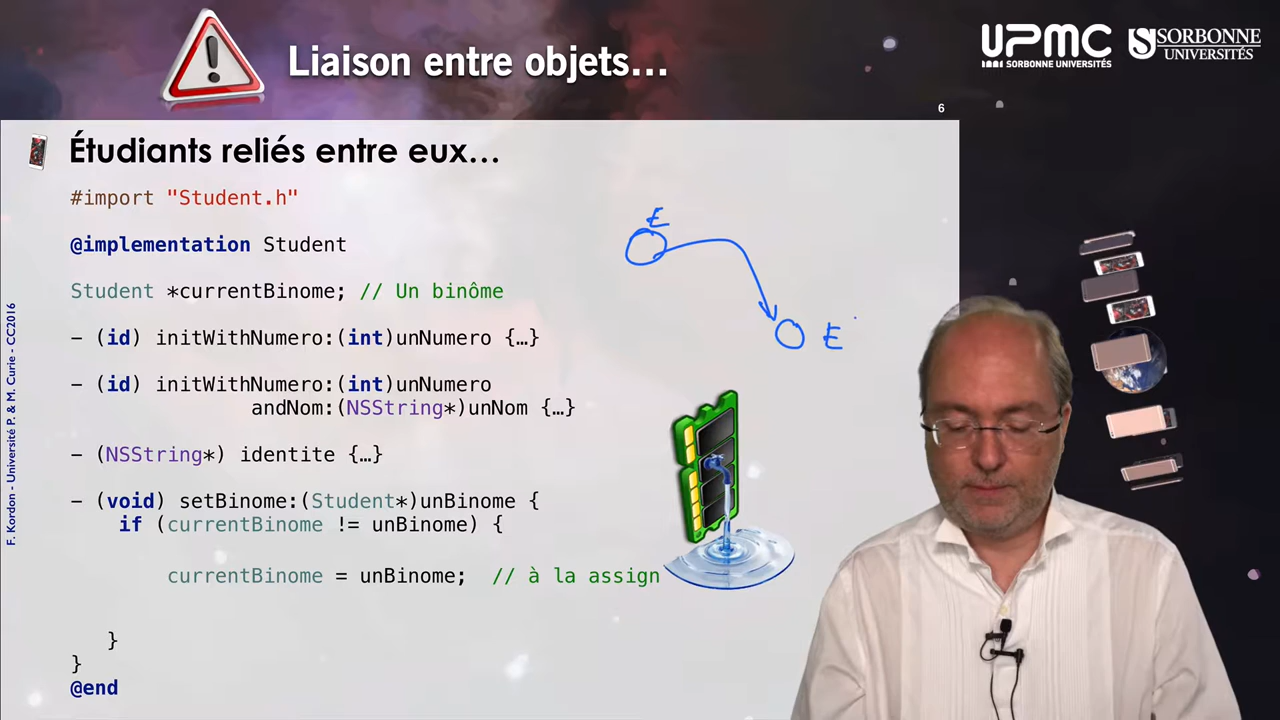 Liaison entre objets…
UPMC
SORBONNE UNIVERSITÉS
SORBONNE
UNIVERSITÉS
6
Étudiants reliés entre eux…
#import "Student.h"
@implementation Student
Student *currentBinome; // Un binôme
– (id) initWithNumero:(int)unNumero {…}
– (id) initWithNumero:(int)unNumero
andNom:(NSString*)unNom {…}
– (NSString*) identite {…}
– (void) setBinome:(Student*)unBinome {
if (currentBinome != unBinome) {
currentBinome = unBinome; // à la assign
}
}
@end
E
E
F. Kordon - Université P. & M. Curie - CC2016